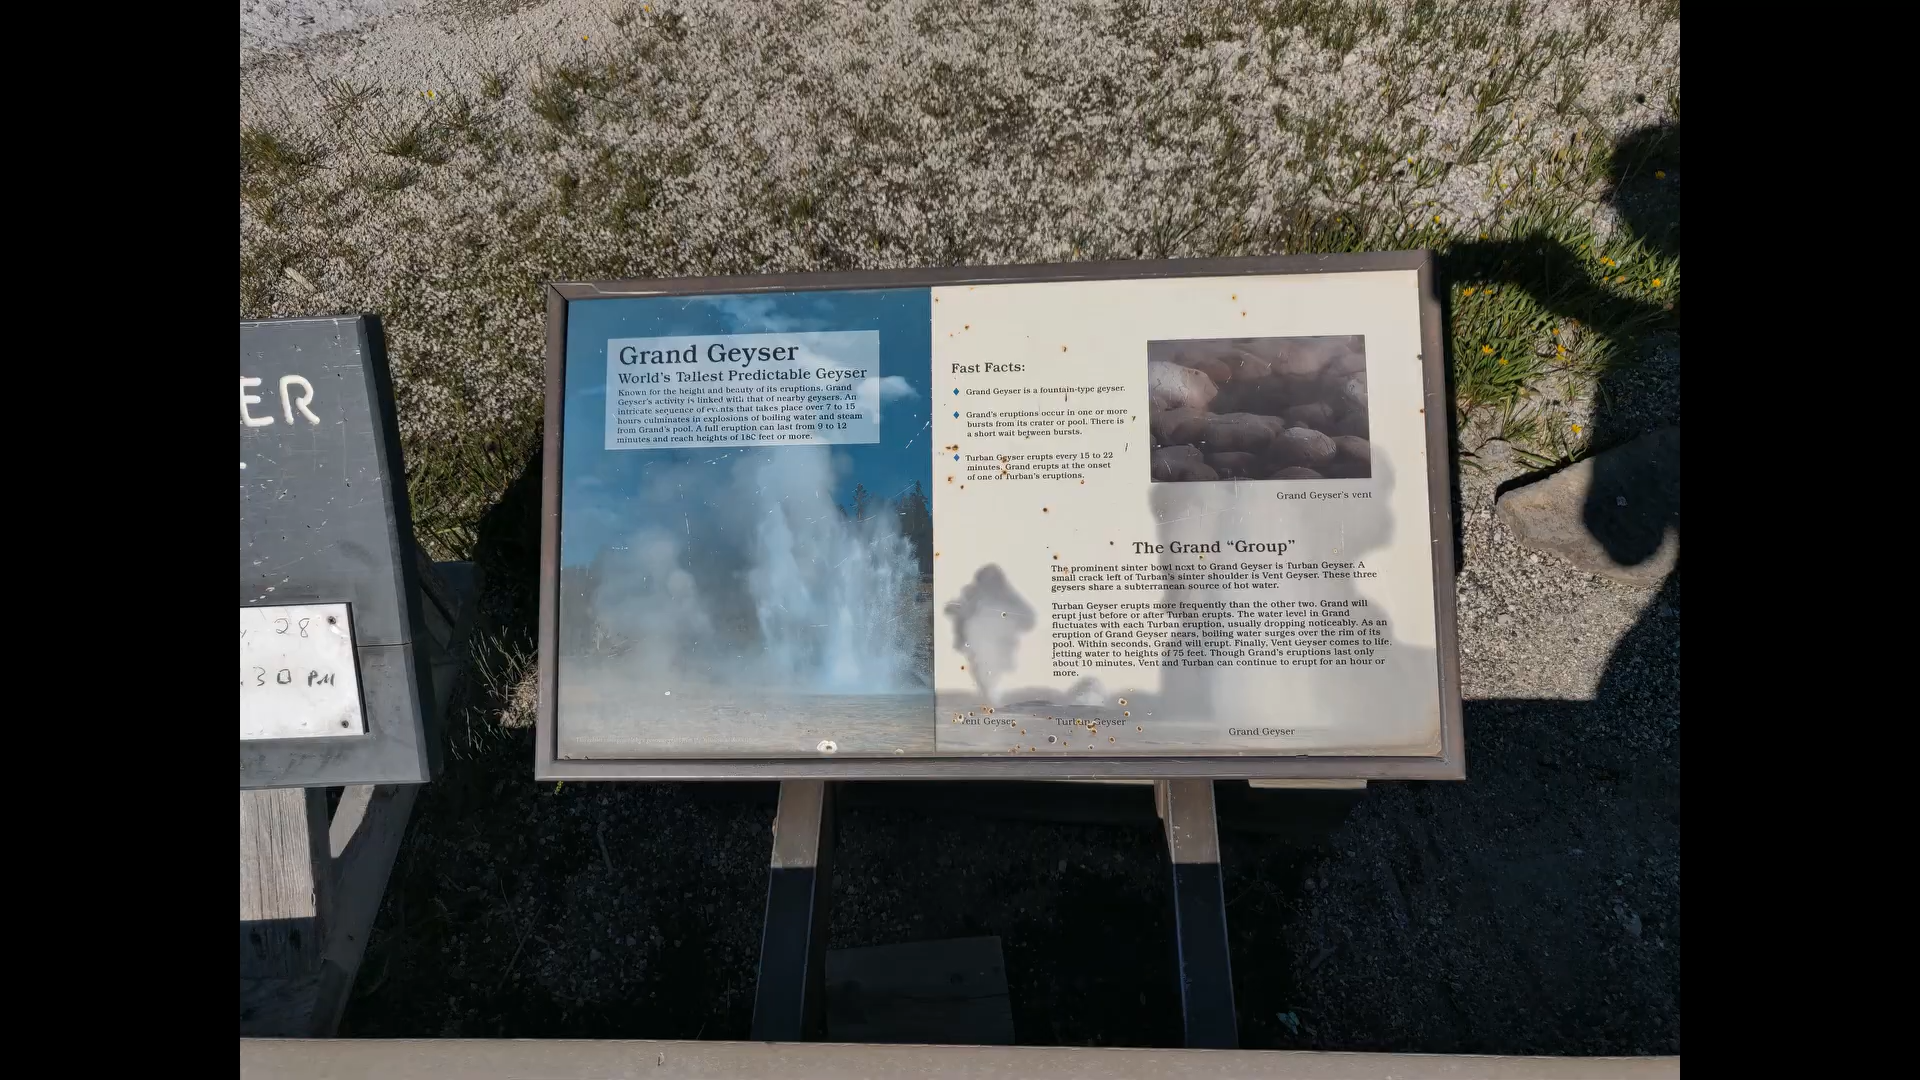 ER
28
30 PM
Grand Geyser
World's Tallest Predictable Geyser
Known for the height and beauty of its eruptions, Grand
Geyser's activity is linked with that of nearby geysers. An
intricate sequence of events that takes place over 7 to 15
hours culminates in explosions of boiling water and steam
from Grand's pool. A full eruption can last from 9 to 12
minutes and reach heights of 180 feet or more.
Fast Facts:
Grand Geyser is a fountain-type geyser.
Grand's eruptions occur in one or more
bursts from its crater or pool. There is
a short wait between bursts.
Turban Geyser erupts every 15 to 22
minutes. Grand erupts at the onset
of one of Turban's eruptions.
Grand Geyser's vent
The Grand "Group"
The prominent sinter bowl next to Grand Geyser is Turban Geyser. A
small crack left of Turban's sinter shoulder is Vent Geyser. These three
geysers share a subterranean source of hot water.
Turban Geyser erupts more frequently than the other two. Grand will
erupt just before or after Turban erupts. The water level in Grand
fluctuates with each Turban eruption, usually dropping noticeably. As an
eruption of Grand Geyser nears, boiling water surges over the rim of its
pool. Within seconds, Grand will erupt. Finally, Vent Geyser comes to life,
jetting water to heights of 75 feet. Though Grand's eruptions last only
about 10 minutes, Vent and Turban can continue to erupt for an hour or
more.
Vent Geyser
Turban Geyser
Grand Geyser